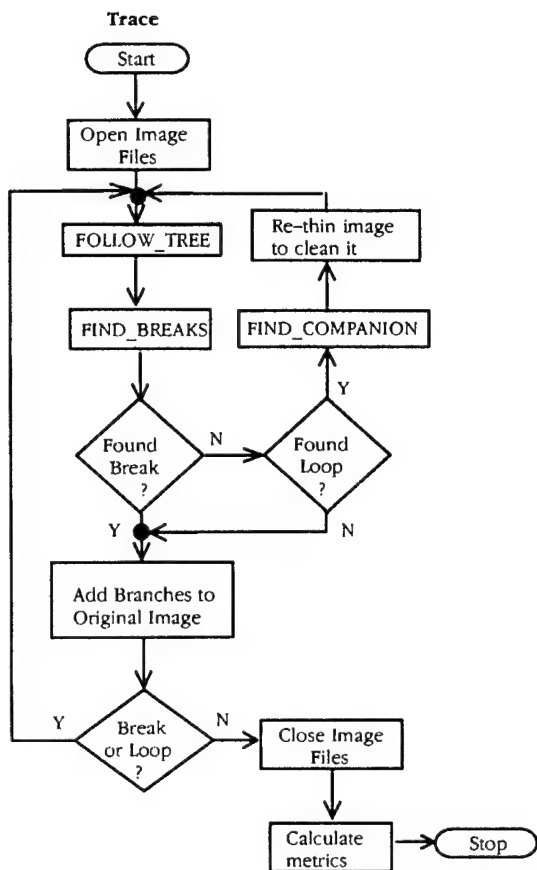 Trace
Start
Open Image
Files
FOLLOW_TREE
Re-thin image
to clean it
FIND_BREAKS
FIND_COMPANION
Y
Found
Break
?
N
Found
Loop
?
Y
N
Add Branches to
Original Image
Y
Break
or Loop
?
N
Close Image
Files
Calculate
metrics
Stop